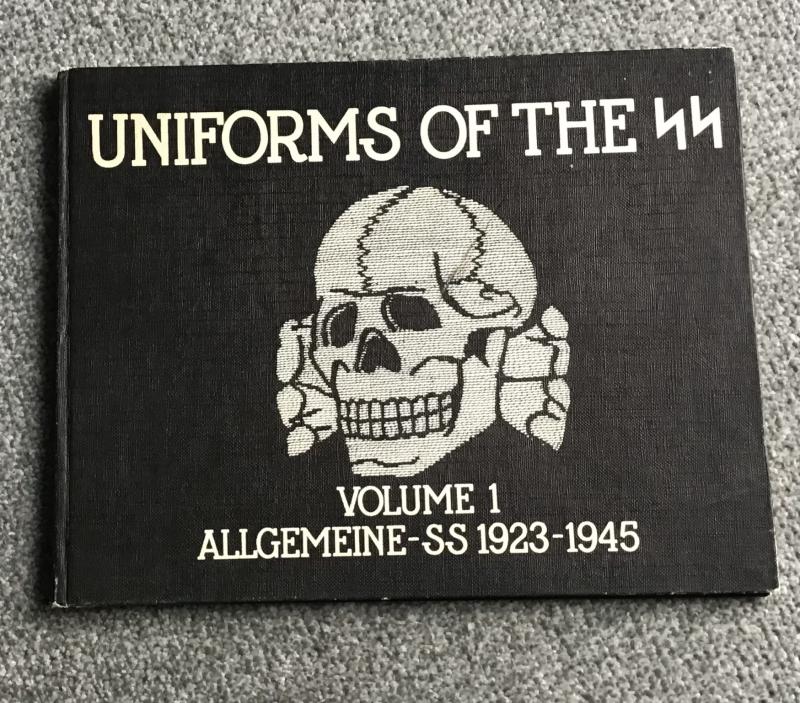 UNIFORMS OF THE ᛋᛋ
VOLUME 1
ALLGEMEINE-SS 1923-1945